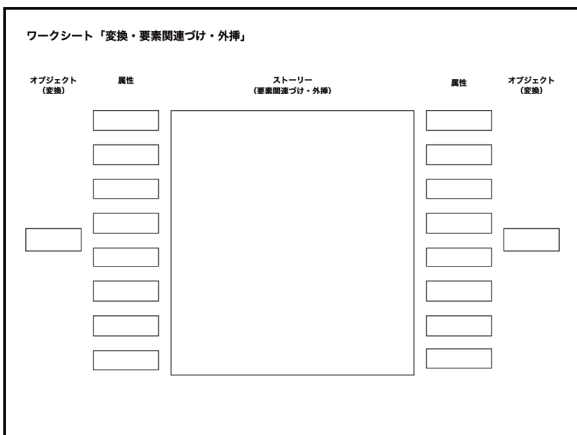 ワークシート「変換・要素関連づけ・外挿」
オブジェクト
（変換）
属性
ストーリー
（要素関連づけ・外挿）
属性
オブジェクト
（変換）